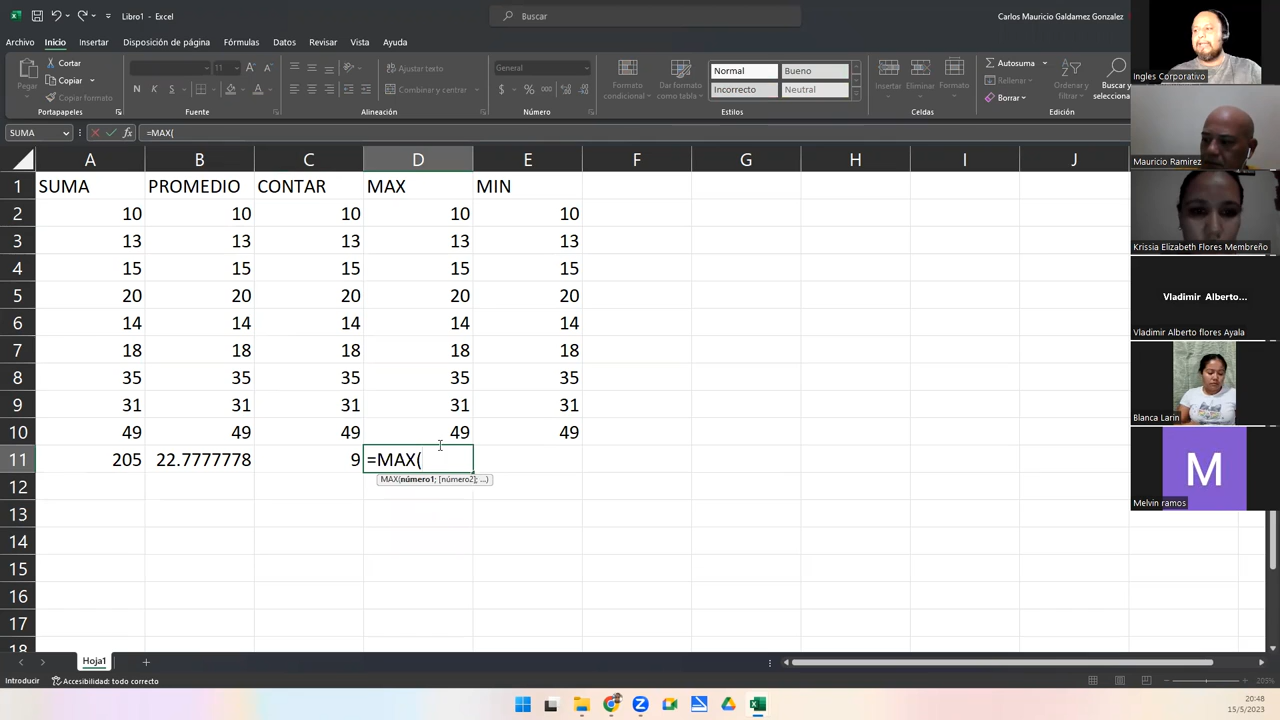 Libro1 - Excel
Buscar
Carlos Mauricio Galdamez Gonzalez
Archivo Inicio Insertar Disposición de página Fórmulas Datos Revisar Vista Ayuda
Pegar
Cortar
Copiar
Copiar formato
Portapapeles
11
N K S
Fuente
Ajustar texto
Combinar y centrar
Alineación
General
Número
Formato condicional
Dar formato como tabla
Normal Bueno
Incorrecto Neutral
Estilos
Insertar Eliminar Formato
Celdas
Autosuma
Rellenar
Borrar
Ordenar y filtrar
Buscar y selecciona
Edición
SUMA
fx
=MAX(
A B C D E F G H I J
1 SUMA PROMEDIO CONTAR MAX MIN
2 10 10 10 10 10
3 13 13 13 13 13
4 15 15 15 15 15
5 20 20 20 20 20
6 14 14 14 14 14
7 18 18 18 18 18
8 35 35 35 35 35
9 31 31 31 31 31
10 49 49 49 49 49
11 205 22.7777778 9 =MAX(
MAX(número1; [número2]; ...)
12
13
14
15
16
17
18
Hoja1
Introducir
Accesibilidad: todo correcto
205%
20:48
15/5/2023
Ingles Corporativo
Mauricio Ramirez
Krissia Elizabeth Flores Membreño
Vladimir Alberto...
Vladimir Alberto flores Ayala
Blanca Larin
M
Melvin ramos